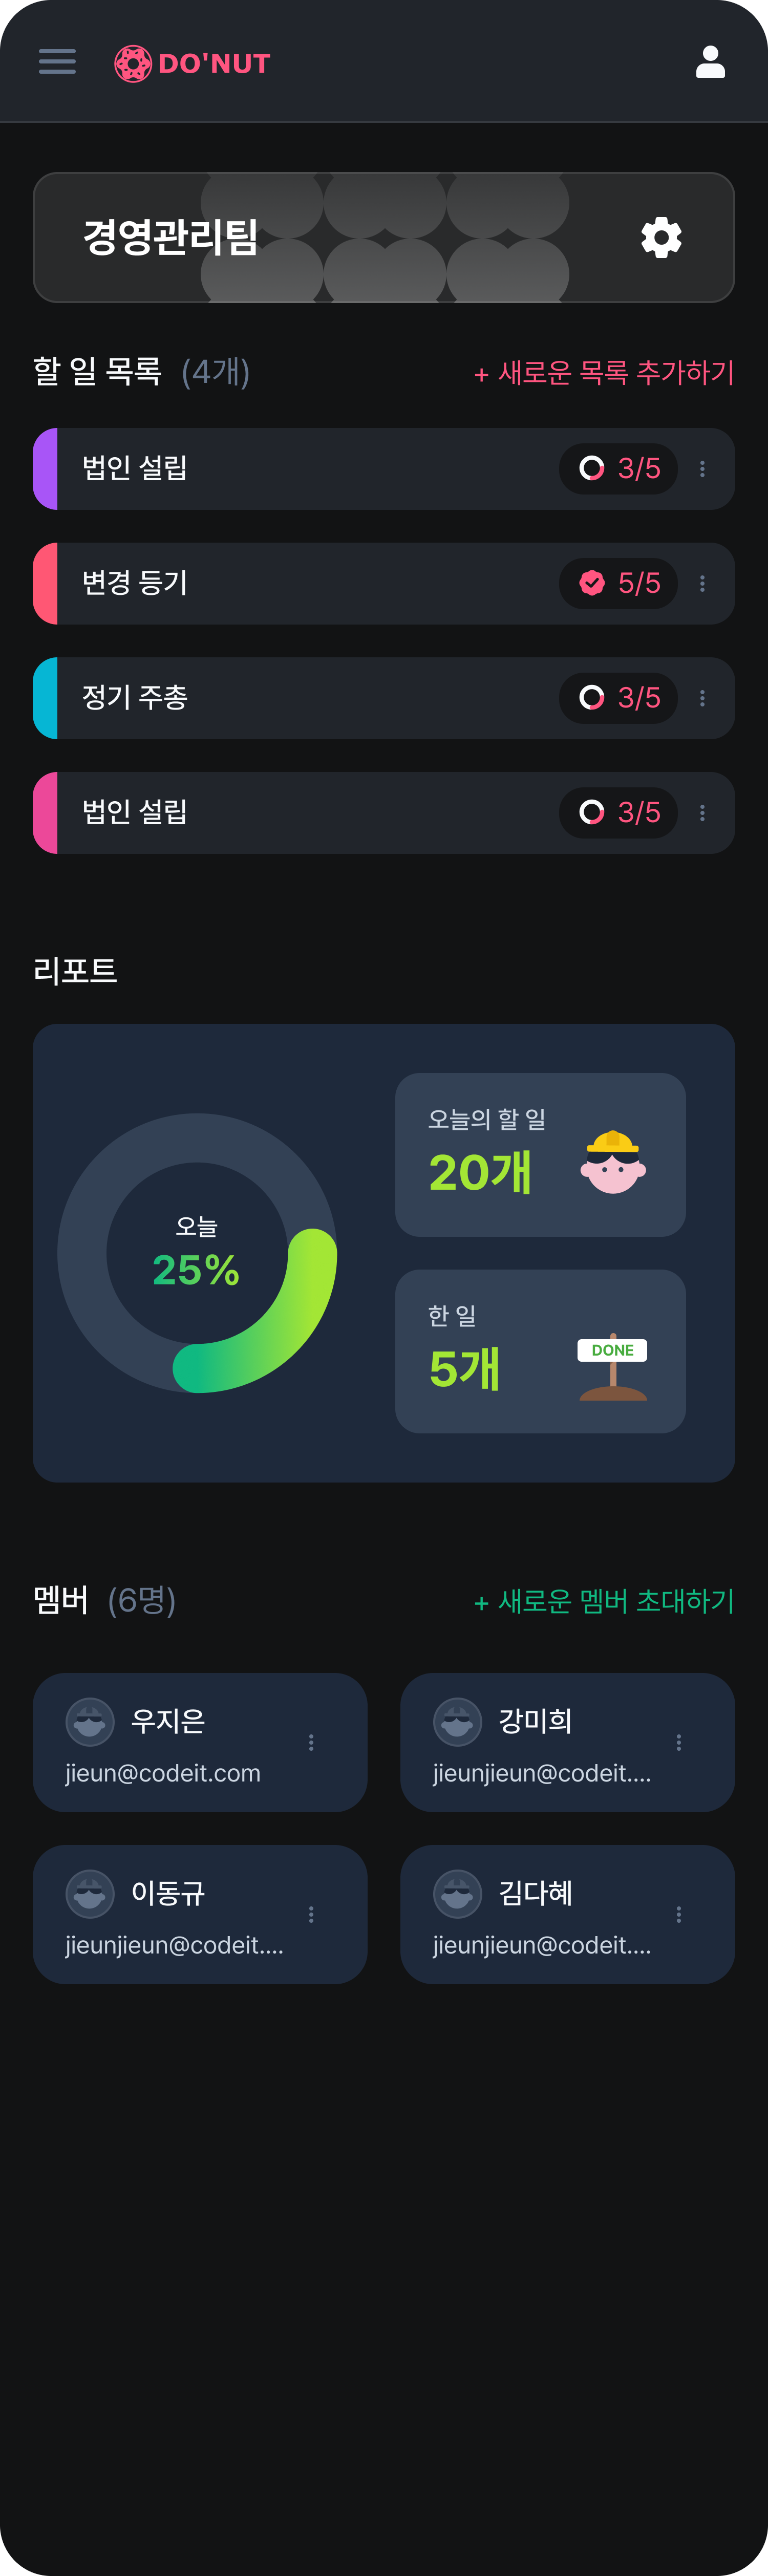 DO'NUT
경영관리팀
할 일 목록 (4개) + 새로운 목록 추가하기
법인 설립 3/5
변경 등기 5/5
정기 주총 3/5
법인 설립 3/5
리포트
오늘
25%
오늘의 할 일
20개
한 일
5개
DONE
멤버 (6명) + 새로운 멤버 초대하기
우지은
jieun@codeit.com
강미희
jieunjieun@codeit....
이동규
jieunjieun@codeit....
김다혜
jieunjieun@codeit....